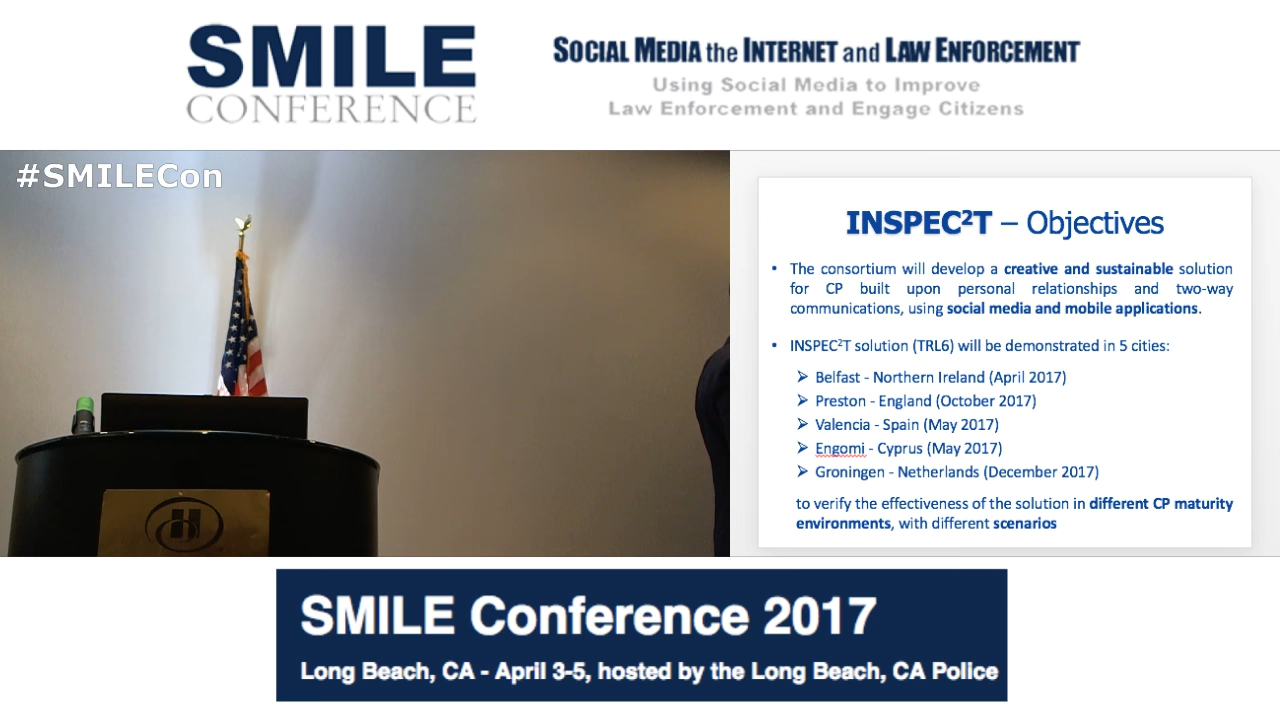 SMILE
CONFERENCE
SOCIAL MEDIA the INTERNET and LAW ENFORCEMENT
Using Social Media to Improve
Law Enforcement and Engage Citizens
#SMILECon
INSPEC²T – Objectives
• The consortium will develop a creative and sustainable solution
for CP built upon personal relationships and two-way
communications, using social media and mobile applications.
• INSPEC²T solution (TRL6) will be demonstrated in 5 cities:
➢ Belfast - Northern Ireland (April 2017)
➢ Preston - England (October 2017)
➢ Valencia - Spain (May 2017)
➢ Engomi - Cyprus (May 2017)
➢ Groningen - Netherlands (December 2017)
to verify the effectiveness of the solution in different CP maturity
environments, with different scenarios
SMILE Conference 2017
Long Beach, CA - April 3-5, hosted by the Long Beach, CA Police